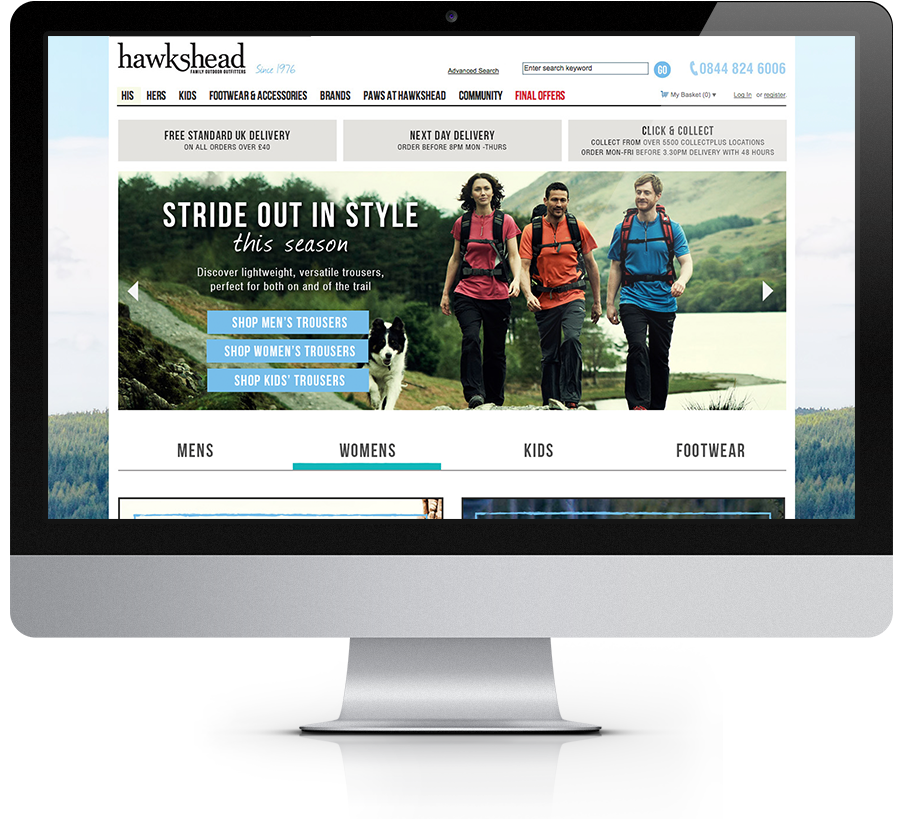 hawkshead
FAMILY OUTDOOR OUTFITTERS
Since 1976
Advanced Search
Enter search keyword
GO
0844 824 6006
HIS HERS KIDS FOOTWEAR & ACCESSORIES BRANDS PAWS AT HAWKSHEAD COMMUNITY FINAL OFFERS
My Basket (0) ▾ Log In or register
FREE STANDARD UK DELIVERY
ON ALL ORDERS OVER £40
NEXT DAY DELIVERY
ORDER BEFORE 8PM MON -THURS
CLICK & COLLECT
COLLECT FROM OVER 5500 COLLECTPLUS LOCATIONS
ORDER MON-FRI BEFORE 3.30PM DELIVERY WITH 48 HOURS
STRIDE OUT IN STYLE
this season
Discover lightweight, versatile trousers,
perfect for both on and of the trail
SHOP MEN'S TROUSERS
SHOP WOMEN'S TROUSERS
SHOP KIDS' TROUSERS
MENS WOMENS KIDS FOOTWEAR